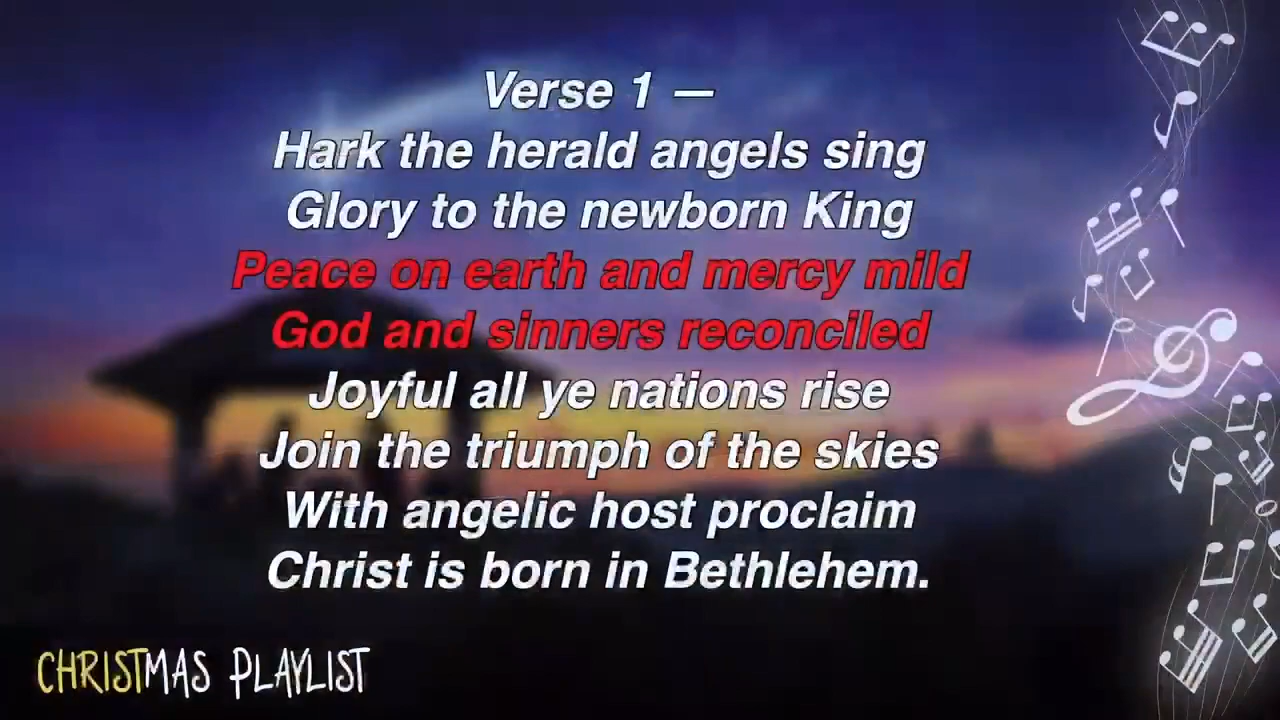 Verse 1 —
Hark the herald angels sing
Glory to the newborn King
Peace on earth and mercy mild
God and sinners reconciled
Joyful all ye nations rise
Join the triumph of the skies
With angelic host proclaim
Christ is born in Bethlehem.
CHRISTMAS PLAYLIST